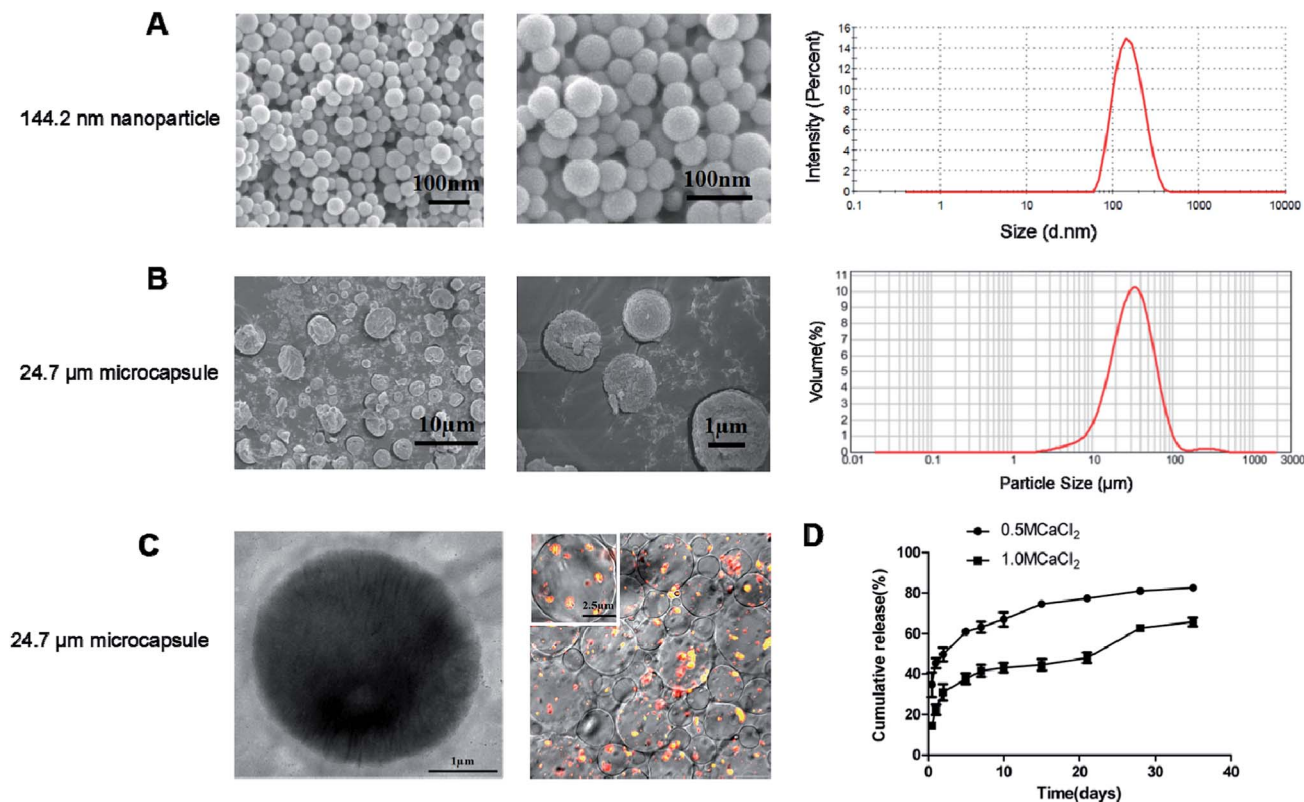 A
144.2 nm nanoparticle
100nm
100nm
Intensity (Percent)
16
14
12
10
8
6
4
2
0
0.1
1
10
100
1000
10000
Size (d.nm)
B
24.7 µm microcapsule
10µm
1µm
Volume(%)
11
10
9
8
7
6
5
4
3
2
1
0
0.01
0.1
1
10
100
1000
3000
Particle Size (µm)
C
24.7 µm microcapsule
1µm
2.5µm
D
0.5MCaCl₂
1.0MCaCl₂
Cumulative release(%)
100
80
60
40
20
0
0
10
20
30
40
Time(days)